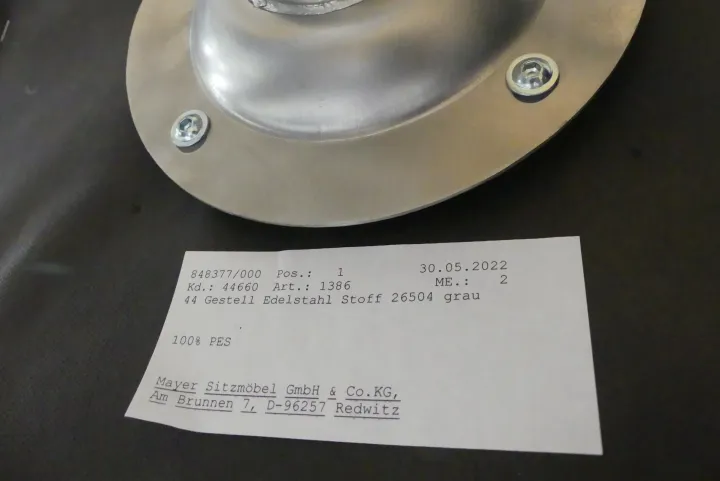 848377/000 Pos.: 1 30.05.2022
Kd.: 44660 Art.: 1386 ME.: 2
44 Gestell Edelstahl Stoff 26504 grau
100% PES
Mayer Sitzmöbel GmbH & Co.KG,
Am Brunnen 7, D-96257 Redwitz